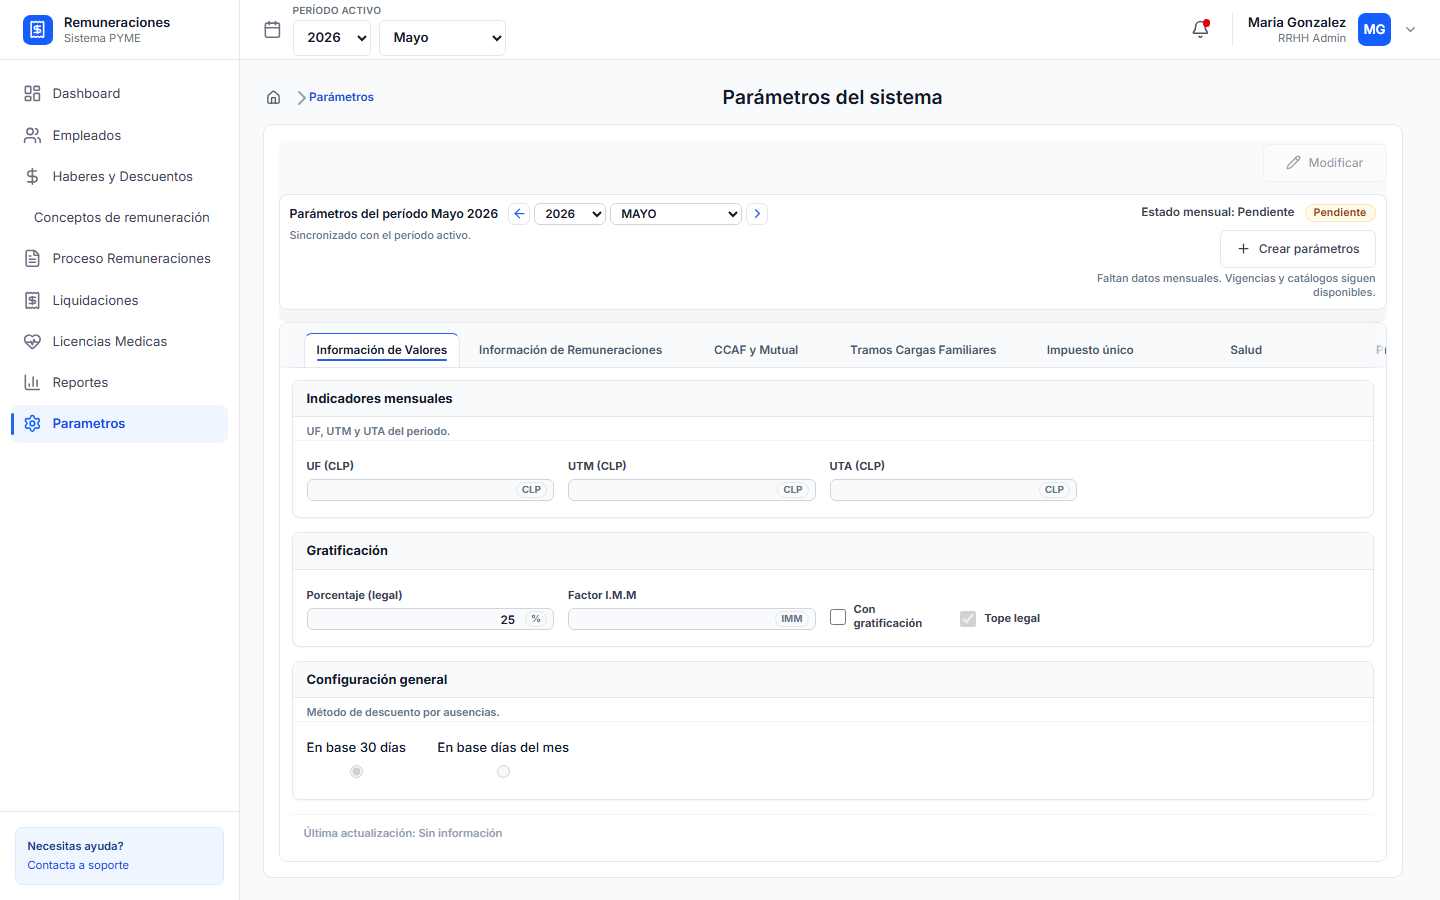 Remuneraciones
Sistema PYME
PERÍODO ACTIVO
2026
Mayo
Maria Gonzalez
RRHH Admin
MG
Dashboard
Empleados
Haberes y Descuentos
Conceptos de remuneración
Proceso Remuneraciones
Liquidaciones
Licencias Medicas
Reportes
Parametros
Necesitas ayuda?
Contacta a soporte
Parámetros
Parámetros del sistema
Modificar
Parámetros del período Mayo 2026
2026
MAYO
Sincronizado con el período activo.
Estado mensual: Pendiente
Pendiente
Crear parámetros
Faltan datos mensuales. Vigencias y catálogos siguen
disponibles.
Información de Valores
Información de Remuneraciones
CCAF y Mutual
Tramos Cargas Familiares
Impuesto único
Salud
Indicadores mensuales
UF, UTM y UTA del periodo.
UF (CLP)
UTM (CLP)
UTA (CLP)
CLP
CLP
CLP
Gratificación
Porcentaje (legal)
Factor I.M.M
25 %
IMM
Con
gratificación
Tope legal
Configuración general
Método de descuento por ausencias.
En base 30 días
En base días del mes
Última actualización: Sin información